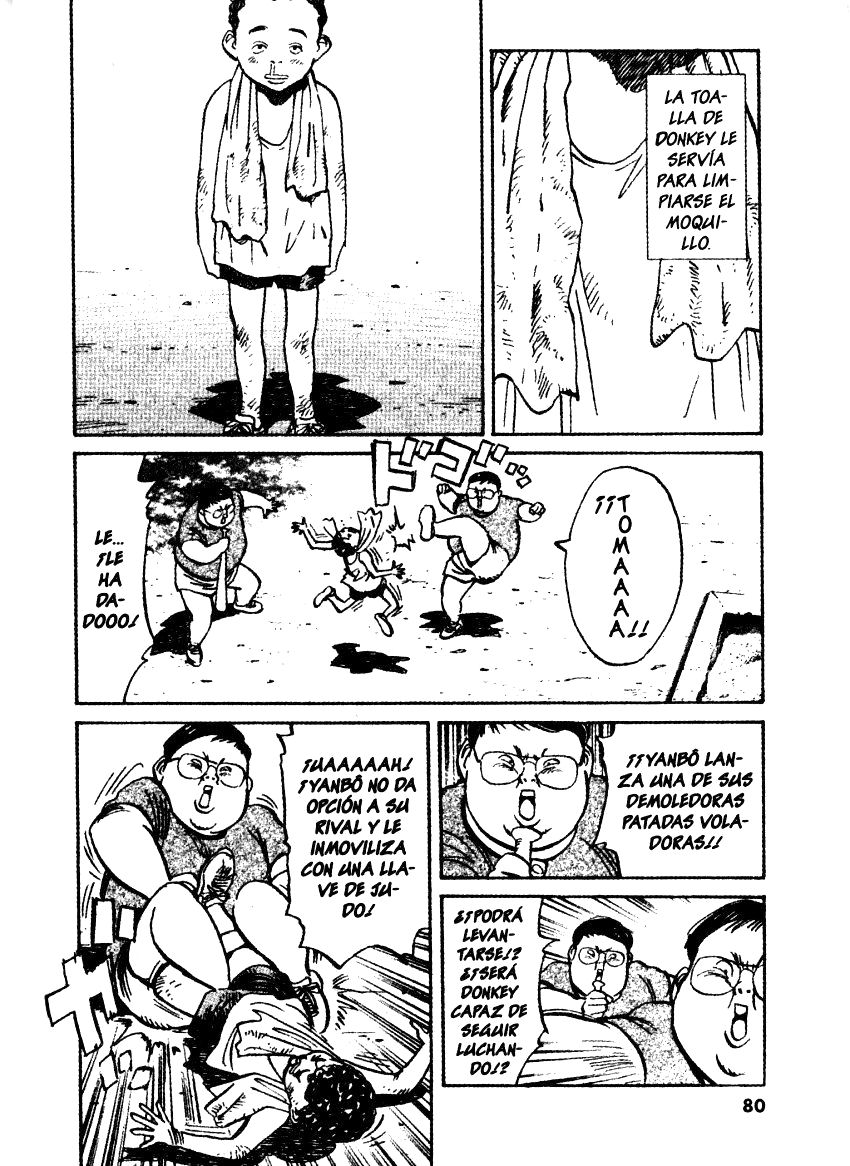 LA TOA-
LLA DE
DONKEY LE
SERVÍA
PARA LIM-
PIARSE EL
MOQUI-
LLO.
¡¡TOMAAAA!!
LE...
¡LE
HA
DA-
DOOO!
¡¡YANBÔ LAN-
ZA UNA DE SUS
DEMOLEDORAS
PATADAS VOLA-
DORAS!!
¿¡PODRÁ
LEVAN-
TARSE!?
¿¡SERÁ
DONKEY
CAPAZ DE
SEGUIR
LUCHAN-
DO!?
¡UAAAAAH!
¡YANBÔ NO DA
OPCIÓN A SU
RIVAL Y LE
INMOVILIZA
CON UNA LLA-
VE DE JU-
DO!
80